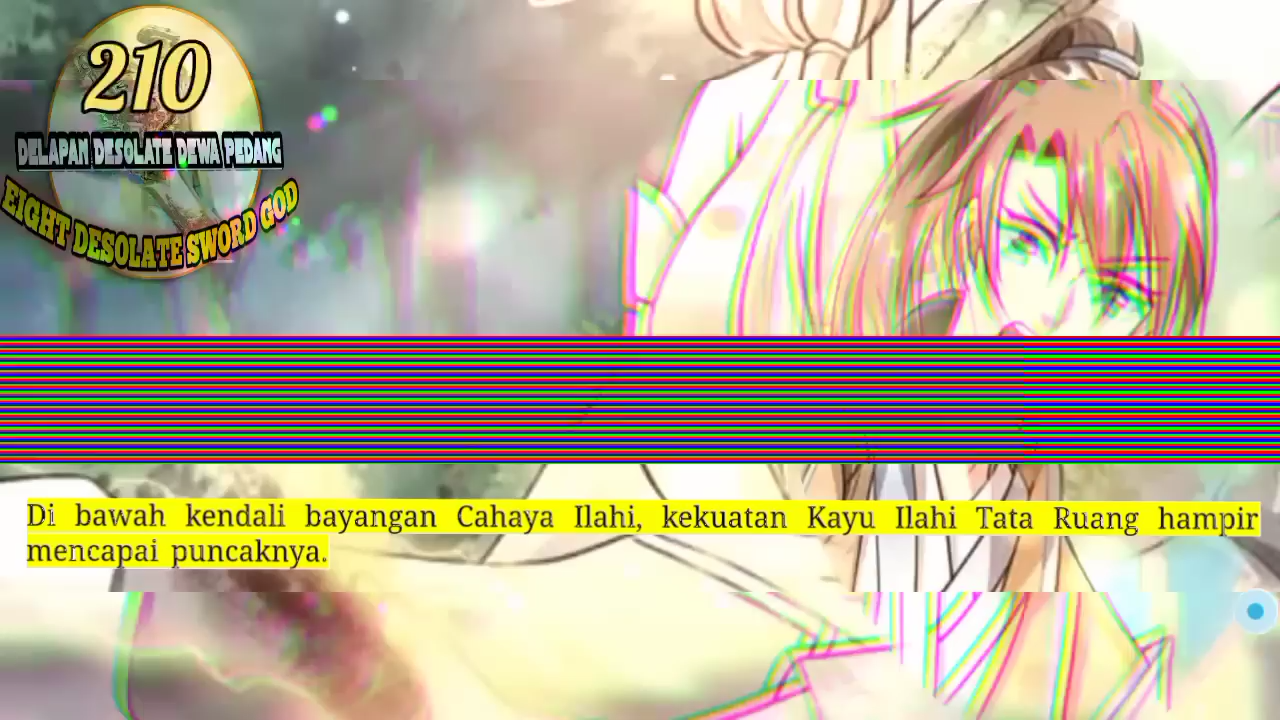 210
DELAPAN DESOLATE DEWA PEDANG
EIGHT DESOLATE SWORD GOD
Di bawah kendali bayangan Cahaya Ilahi, kekuatan Kayu Ilahi Tata Ruang hampir
mencapai puncaknya.